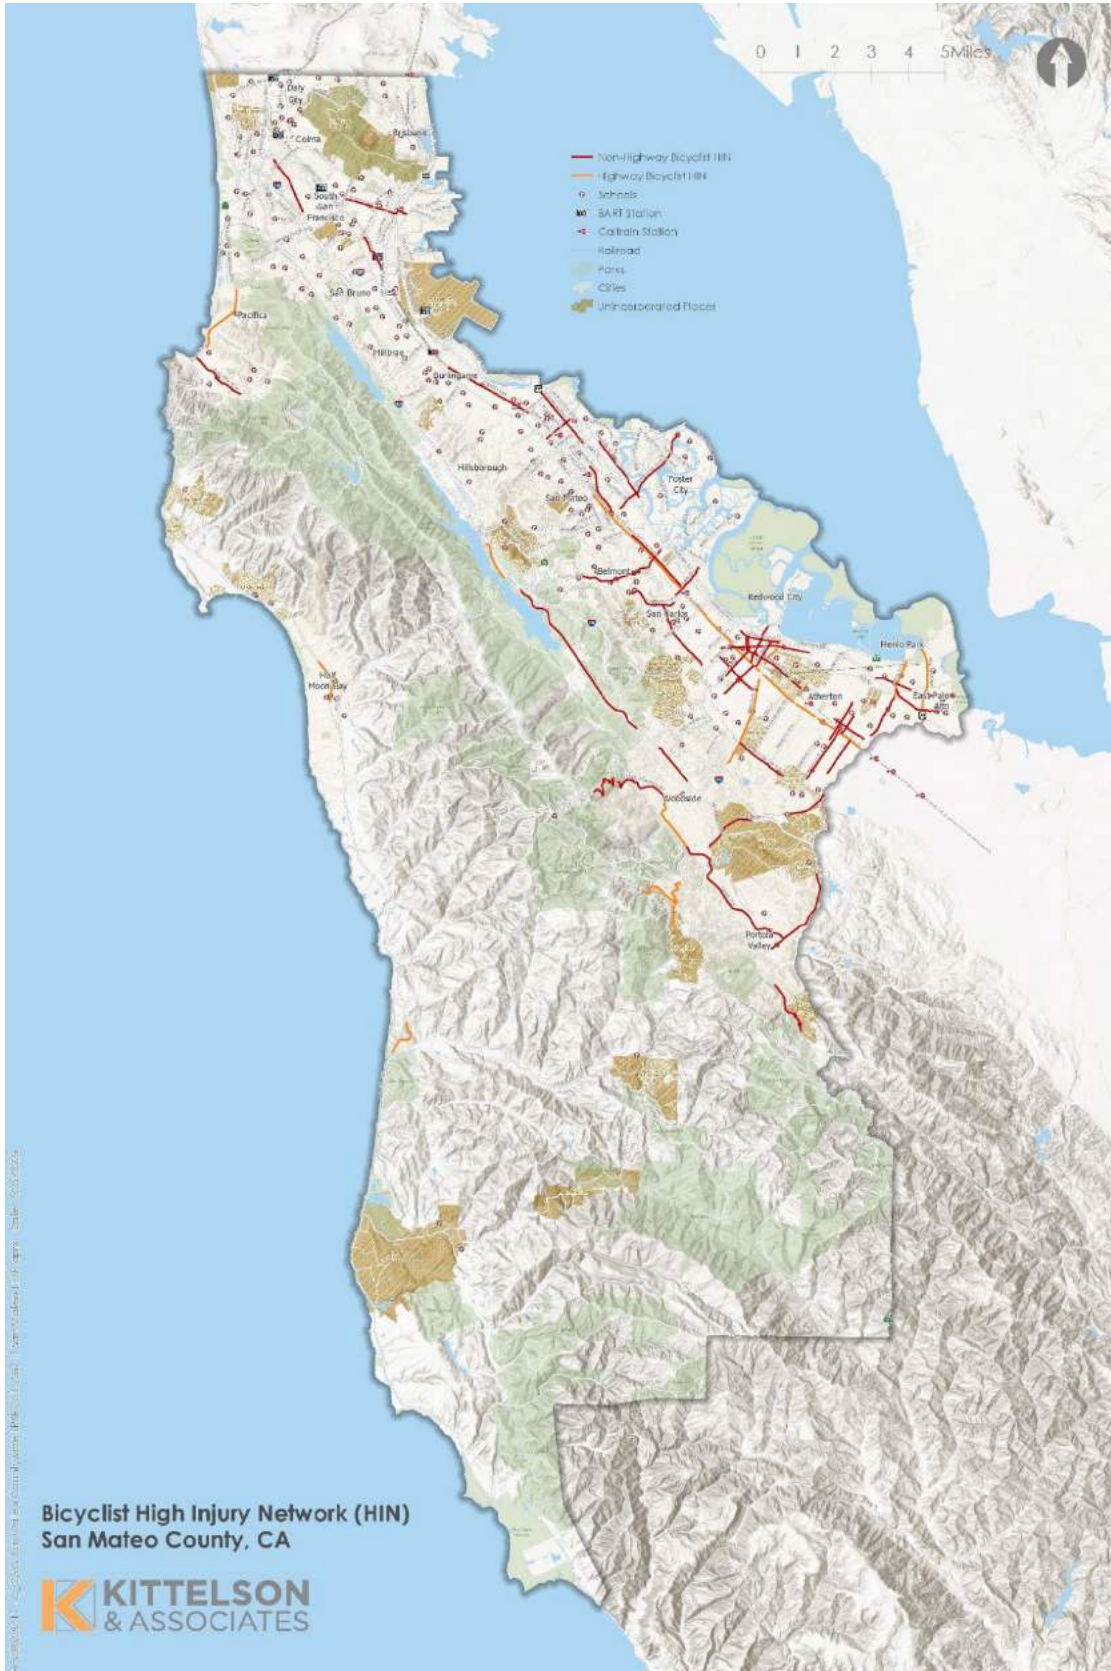 0 1 2 3 4 5Miles
Non-Highway Bicyclist HIN
Highway Bicyclist HIN
Schools
BART Station
Caltrain Station
Railroad
Parks
Cities
Unincorporated Places
Daly
City
Brisbane
Colma
South
San
Francisco
San Bruno
Pacifica
Millbrae
Burlingame
Hillsborough
Foster
City
San Mateo
Belmont
Redwood City
San Carlos
Menlo Park
Half
Moon Bay
Atherton
East Palo
Alto
Woodside
Portola
Valley
Bicyclist High Injury Network (HIN)
San Mateo County, CA
KITTELSON
& ASSOCIATES